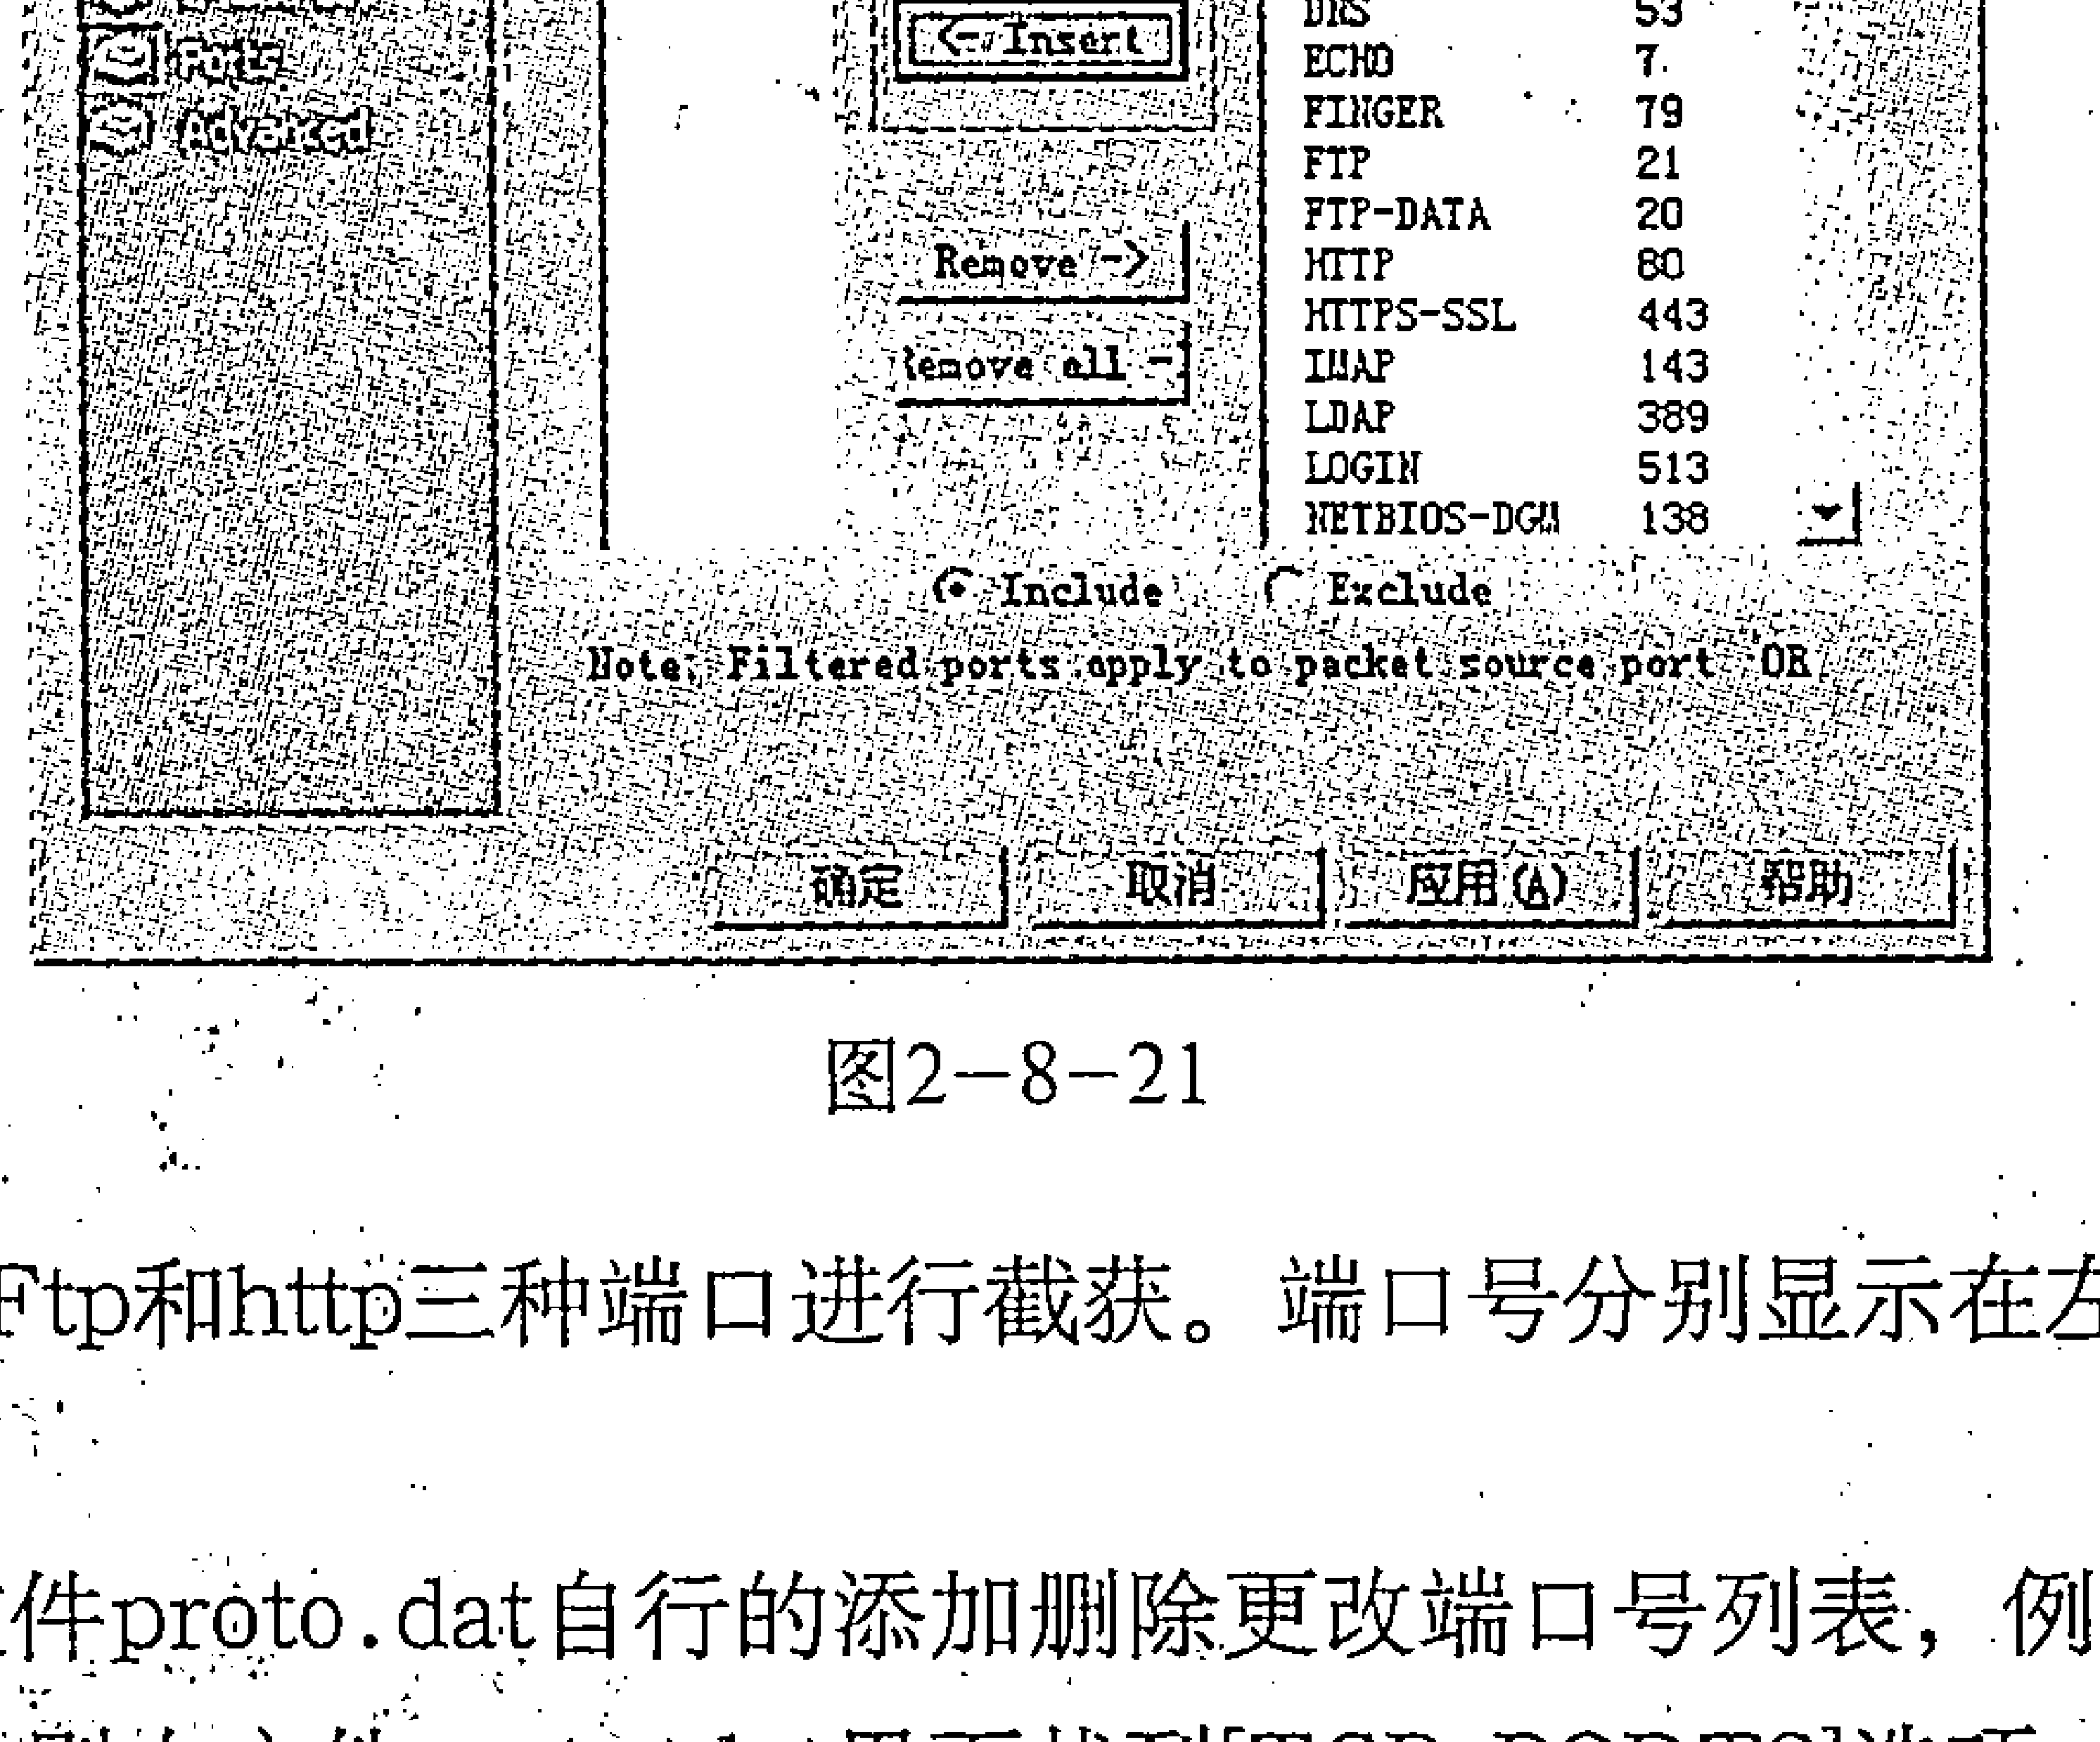 DNS 53
<- Insert
ECHO 7
Ports
FINGER 79
Advanced
FTP 21
FTP-DATA 20
Remove ->
HTTP 80
HTTPS-SSL 443
Remove all -
IMAP 143
LDAP 389
LOGIN 513
NETBIOS-DGM 138
Include Exclude
Note: Filtered ports apply to packet source port OR
确定 取消 应用(A) 帮助
图2-8-21
Ftp和http三种端口进行截获。端口号分别显示在左
件proto.dat自行的添加删除更改端口号列表，例